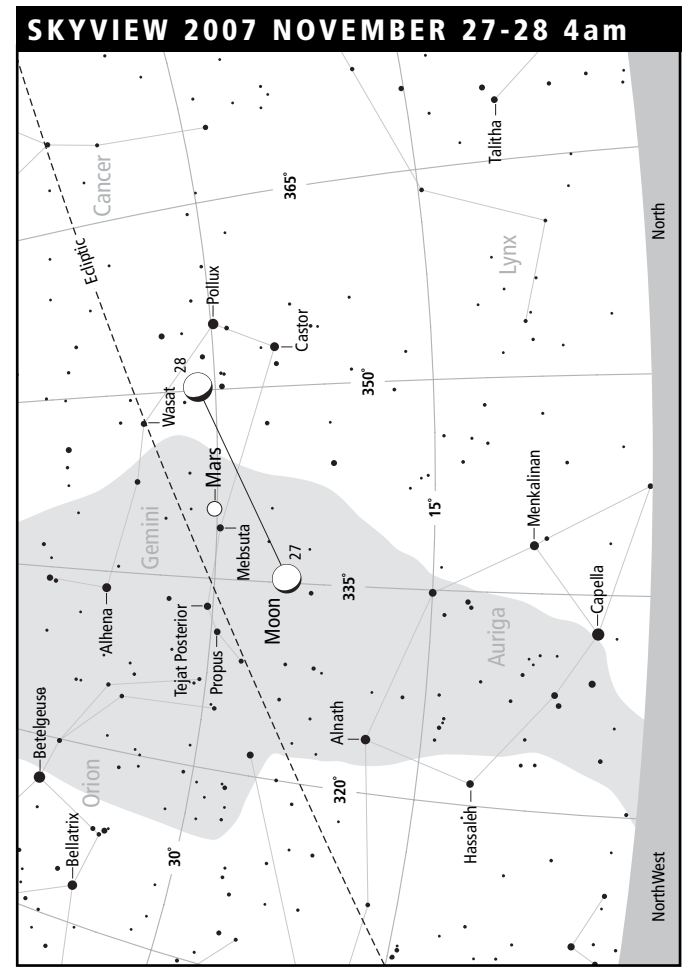 SKYVIEW 2007 NOVEMBER 27-28 4am
Talitha
Cancer
365°
North
Ecliptic
Lynx
Pollux
Castor
28
350°
Wasat
Mars
Menkalinan
15°
Gemini
Mebsuta
27
335°
Moon
Capella
Alhena
Tejat Posterior
Propus
Auriga
Betelgeuse
Alnath
Orion
320°
Bellatrix
Hassaleh
30°
NorthWest